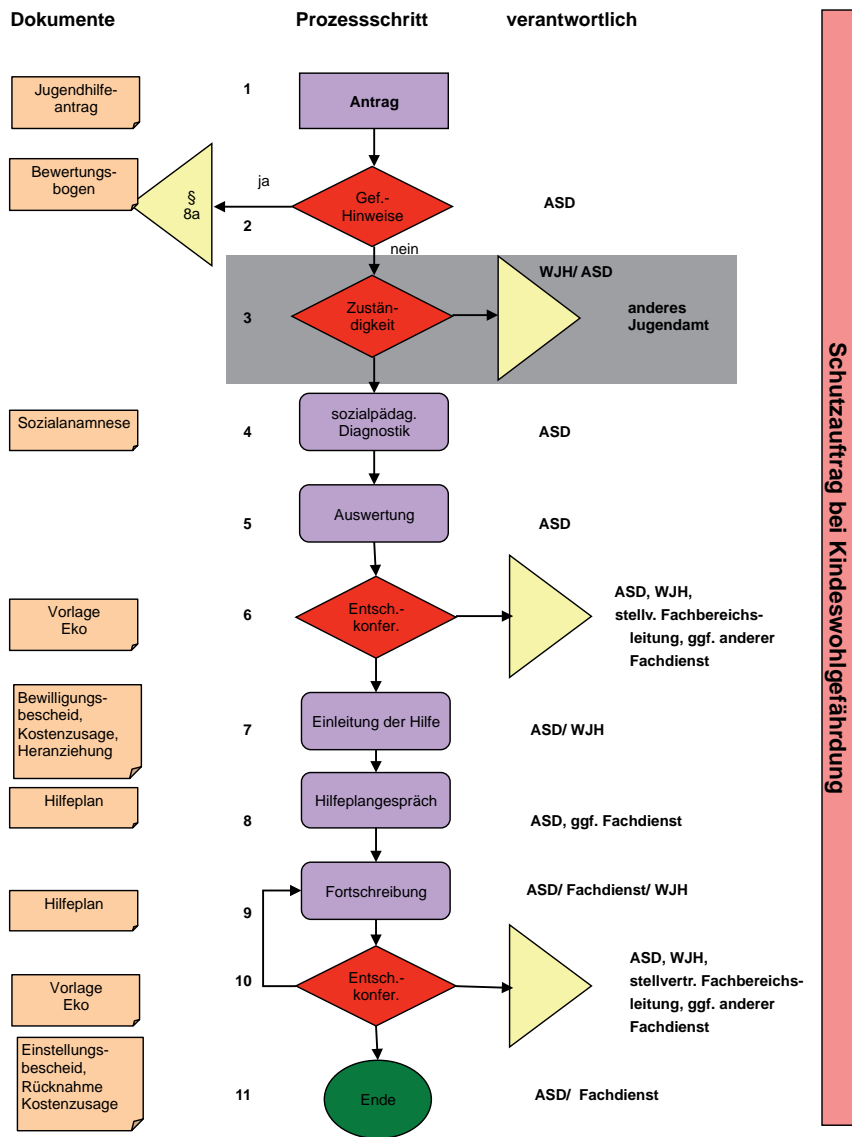 Dokumente Prozessschritt verantwortlich
Jugendhilfe-
antrag
1
Antrag
Bewertungs-
bogen
§
8a
ja
2
Gef.-
Hinweise
ASD
nein
3
Zustän-
digkeit
WJH/ ASD
anderes
Jugendamt
Sozialanamnese
4
sozialpädag.
Diagnostik
ASD
5
Auswertung
ASD
Vorlage
Eko
6
Entsch.-
konfer.
ASD, WJH,
stellv. Fachbereichs-
leitung, ggf. anderer
Fachdienst
Bewilligungs-
bescheid,
Kostenzusage,
Heranziehung
7
Einleitung der Hilfe
ASD/ WJH
Hilfeplan
8
Hilfeplangespräch
ASD, ggf. Fachdienst
Hilfeplan
9
Fortschreibung
ASD/ Fachdienst/ WJH
Vorlage
Eko
10
Entsch.-
konfer.
ASD, WJH,
stellvertr. Fachbereichs-
leitung, ggf. anderer
Fachdienst
Einstellungs-
bescheid,
Rücknahme
Kostenzusage
11
Ende
ASD/ Fachdienst
Schutzauftrag bei Kindeswohlgefährdung